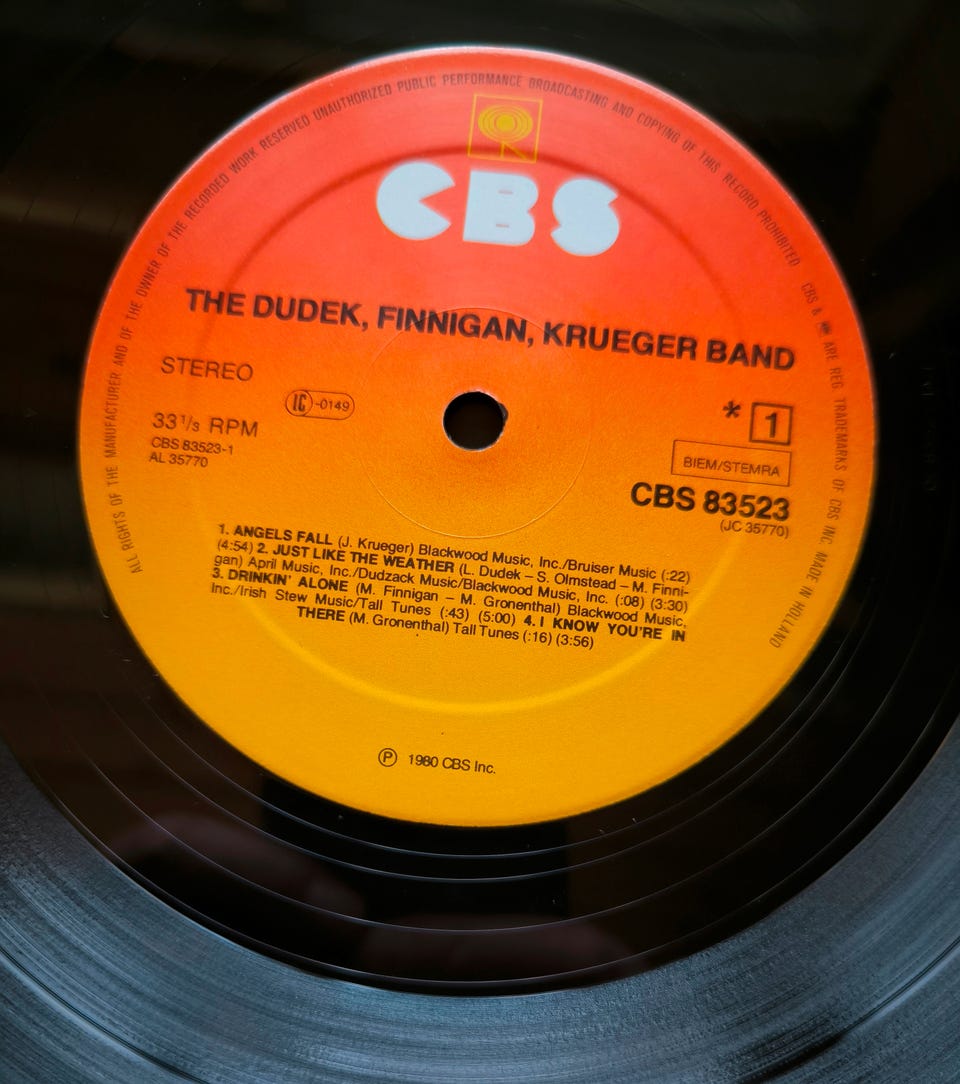 ALL RIGHTS OF THE MANUFACTURER AND OF THE OWNER OF THE RECORDED WORK RESERVED UNAUTHORIZED PUBLIC PERFORMANCE BROADCASTING AND COPYING OF THIS RECORD PROHIBITED CBS & ARE REG. TRADEMARKS OF CBS INC. MADE IN HOLLAND
CBS
THE DUDEK, FINNIGAN, KRUEGER BAND
STEREO
IC -0149
33⅓ RPM
CBS 83523-1
AL 35770
* 1
BIEM/STEMRA
CBS 83523
(JC 35770)
1. ANGELS FALL (J. Krueger) Blackwood Music, Inc./Bruiser Music (:22)
(4:54) 2. JUST LIKE THE WEATHER (L. Dudek – S. Olmstead – M. Finni-
gan) April Music, Inc./Dudzack Music/Blackwood Music, Inc. (:08) (3:30)
3. DRINKIN' ALONE (M. Finnigan – M. Gronenthal) Blackwood Music,
Inc./Irish Stew Music/Tall Tunes (:43) (5:00) 4. I KNOW YOU'RE IN
THERE (M. Gronenthal) Tall Tunes (:16) (3:56)
℗ 1980 CBS Inc.